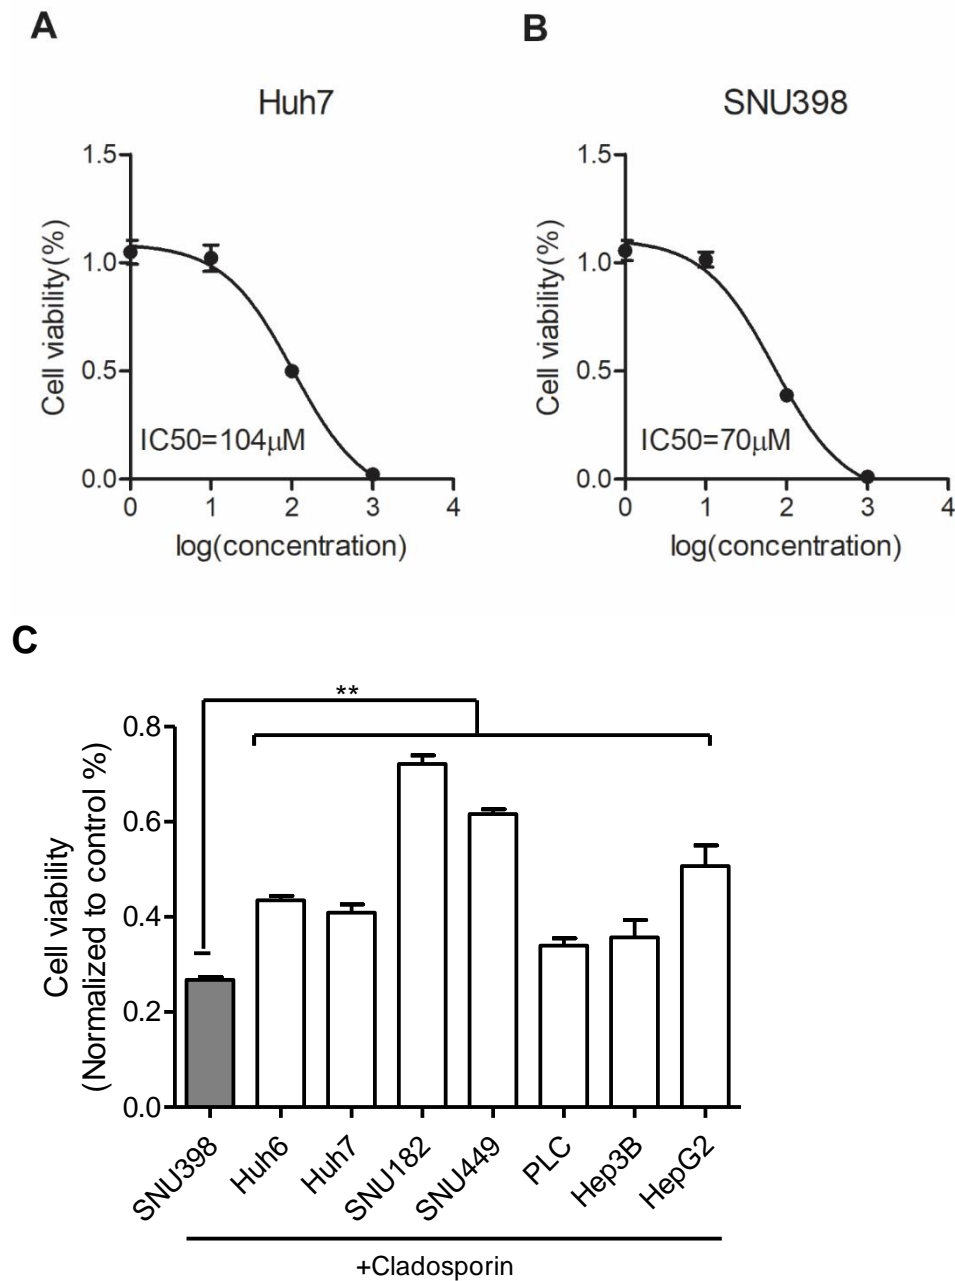 A
Huh7
1.5
1.0
0.5
0.0
Cell viability(%)
IC50=104μM
0 1 2 3 4
log(concentration)
B
SNU398
1.5
1.0
0.5
0.0
Cell viability(%)
IC50=70μM
0 1 2 3 4
log(concentration)
C
**
0.8
0.6
0.4
0.2
0.0
Cell viability
(Normalized to control %)
SNU398 Huh6 Huh7 SNU182 SNU449 PLC Hep3B HepG2
+Cladosporin